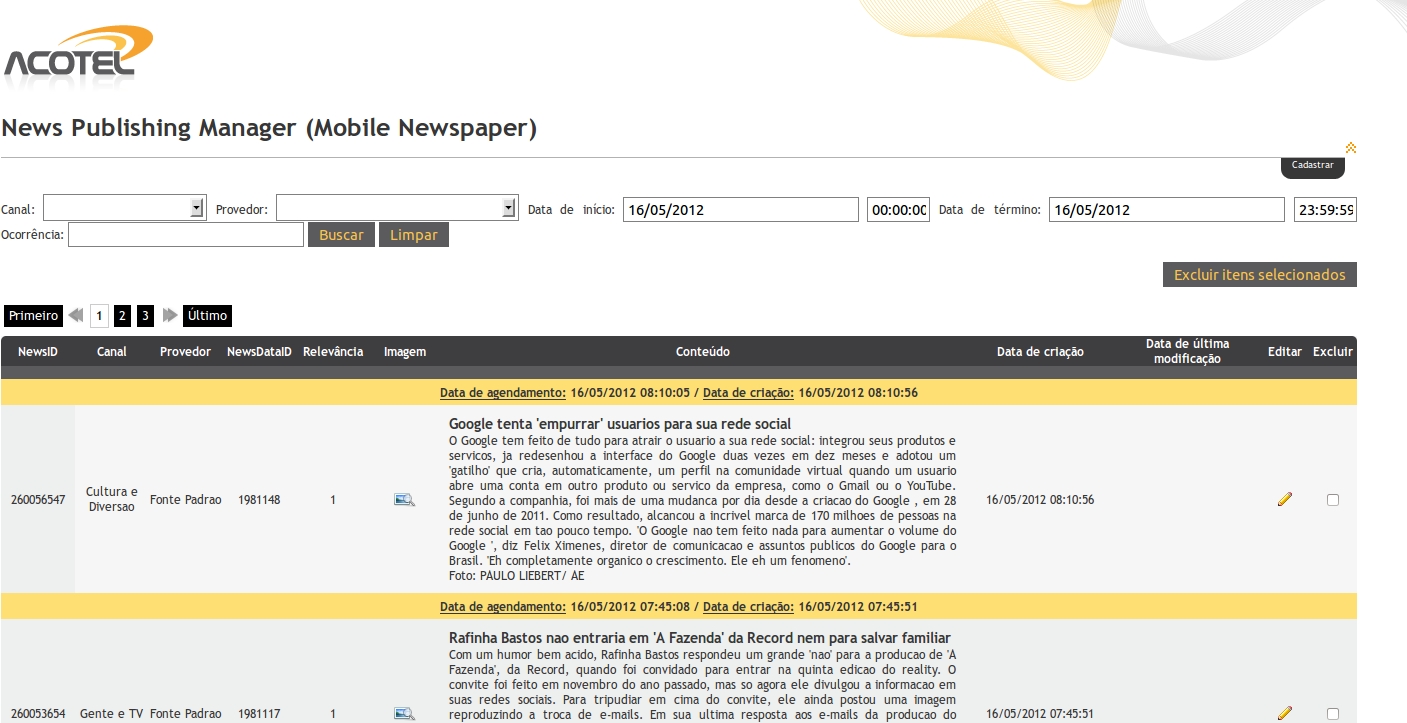 ACOTEL
News Publishing Manager (Mobile Newspaper)
Cadastrar
Canal: Provedor: Data de início: 16/05/2012 00:00:00 Data de término: 16/05/2012 23:59:59
Ocorrência: Buscar Limpar
Excluir itens selecionados
Primeiro 1 2 3 Último
NewsID Canal Provedor NewsDataID Relevância Imagem Conteúdo Data de criação Data de última modificação Editar Excluir
Data de agendamento: 16/05/2012 08:10:05 / Data de criação: 16/05/2012 08:10:56
260056547 Cultura e Diversao Fonte Padrao 1981148 1
Google tenta 'empurrar' usuarios para sua rede social
O Google tem feito de tudo para atrair o usuario a sua rede social: integrou seus produtos e
servicos, ja redesenhou a interface do Google duas vezes em dez meses e adotou um
'gatilho' que cria, automaticamente, um perfil na comunidade virtual quando um usuario
abre uma conta em outro produto ou servico da empresa, como o Gmail ou o YouTube.
Segundo a companhia, foi mais de uma mudanca por dia desde a criacao do Google , em 28
de junho de 2011. Como resultado, alcancou a incrivel marca de 170 milhoes de pessoas na
rede social em tao pouco tempo. 'O Google nao tem feito nada para aumentar o volume do
Google ', diz Felix Ximenes, diretor de comunicacao e assuntos publicos do Google para o
Brasil. 'Eh completamente organico o crescimento. Ele eh um fenomeno'.
Foto: PAULO LIEBERT/ AE
16/05/2012 08:10:56
Data de agendamento: 16/05/2012 07:45:08 / Data de criação: 16/05/2012 07:45:51
260053654 Gente e TV Fonte Padrao 1981117 1
Rafinha Bastos nao entraria em 'A Fazenda' da Record nem para salvar familiar
Com um humor bem acido, Rafinha Bastos respondeu um grande 'nao' para a producao de 'A
Fazenda', da Record, quando foi convidado para entrar na quinta edicao do reality. O
convite foi feito em novembro do ano passado, mas so agora ele divulgou a informacao em
suas redes sociais. Para tripudiar em cima do convite, ele ainda postou uma imagem
reproduzindo a troca de e-mails. Em sua ultima resposta aos e-mails da producao do
16/05/2012 07:45:51